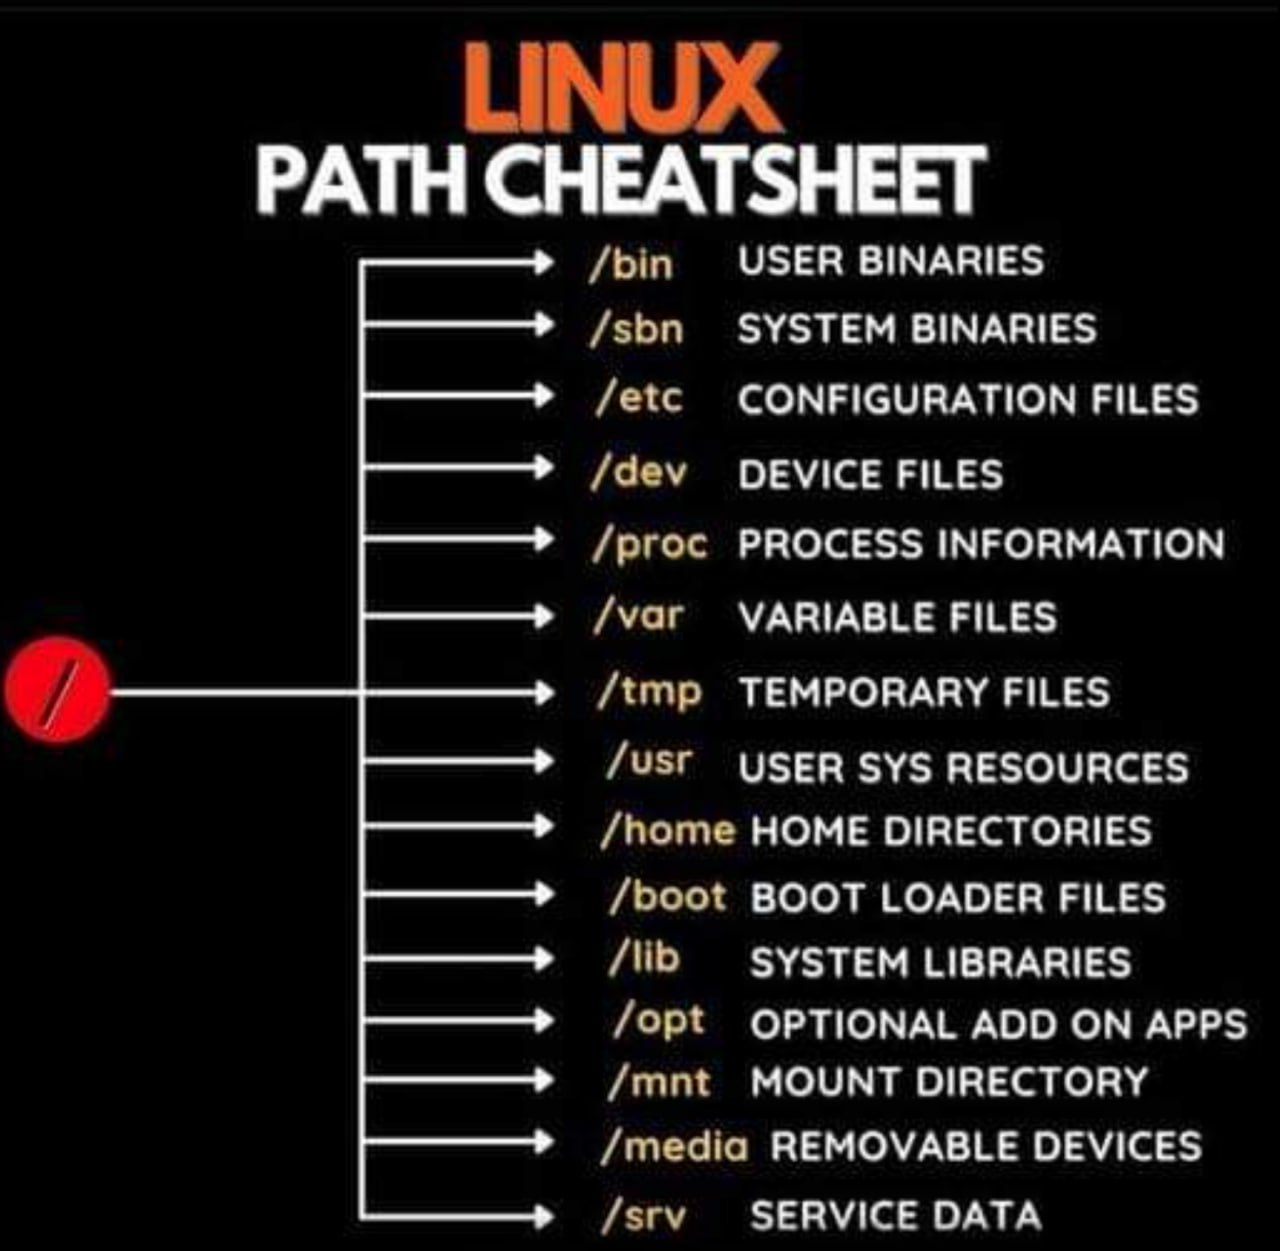 LINUX
PATH CHEATSHEET
/bin USER BINARIES
/sbn SYSTEM BINARIES
/etc CONFIGURATION FILES
/dev DEVICE FILES
/proc PROCESS INFORMATION
/var VARIABLE FILES
/ /tmp TEMPORARY FILES
/usr USER SYS RESOURCES
/home HOME DIRECTORIES
/boot BOOT LOADER FILES
/lib SYSTEM LIBRARIES
/opt OPTIONAL ADD ON APPS
/mnt MOUNT DIRECTORY
/media REMOVABLE DEVICES
/srv SERVICE DATA